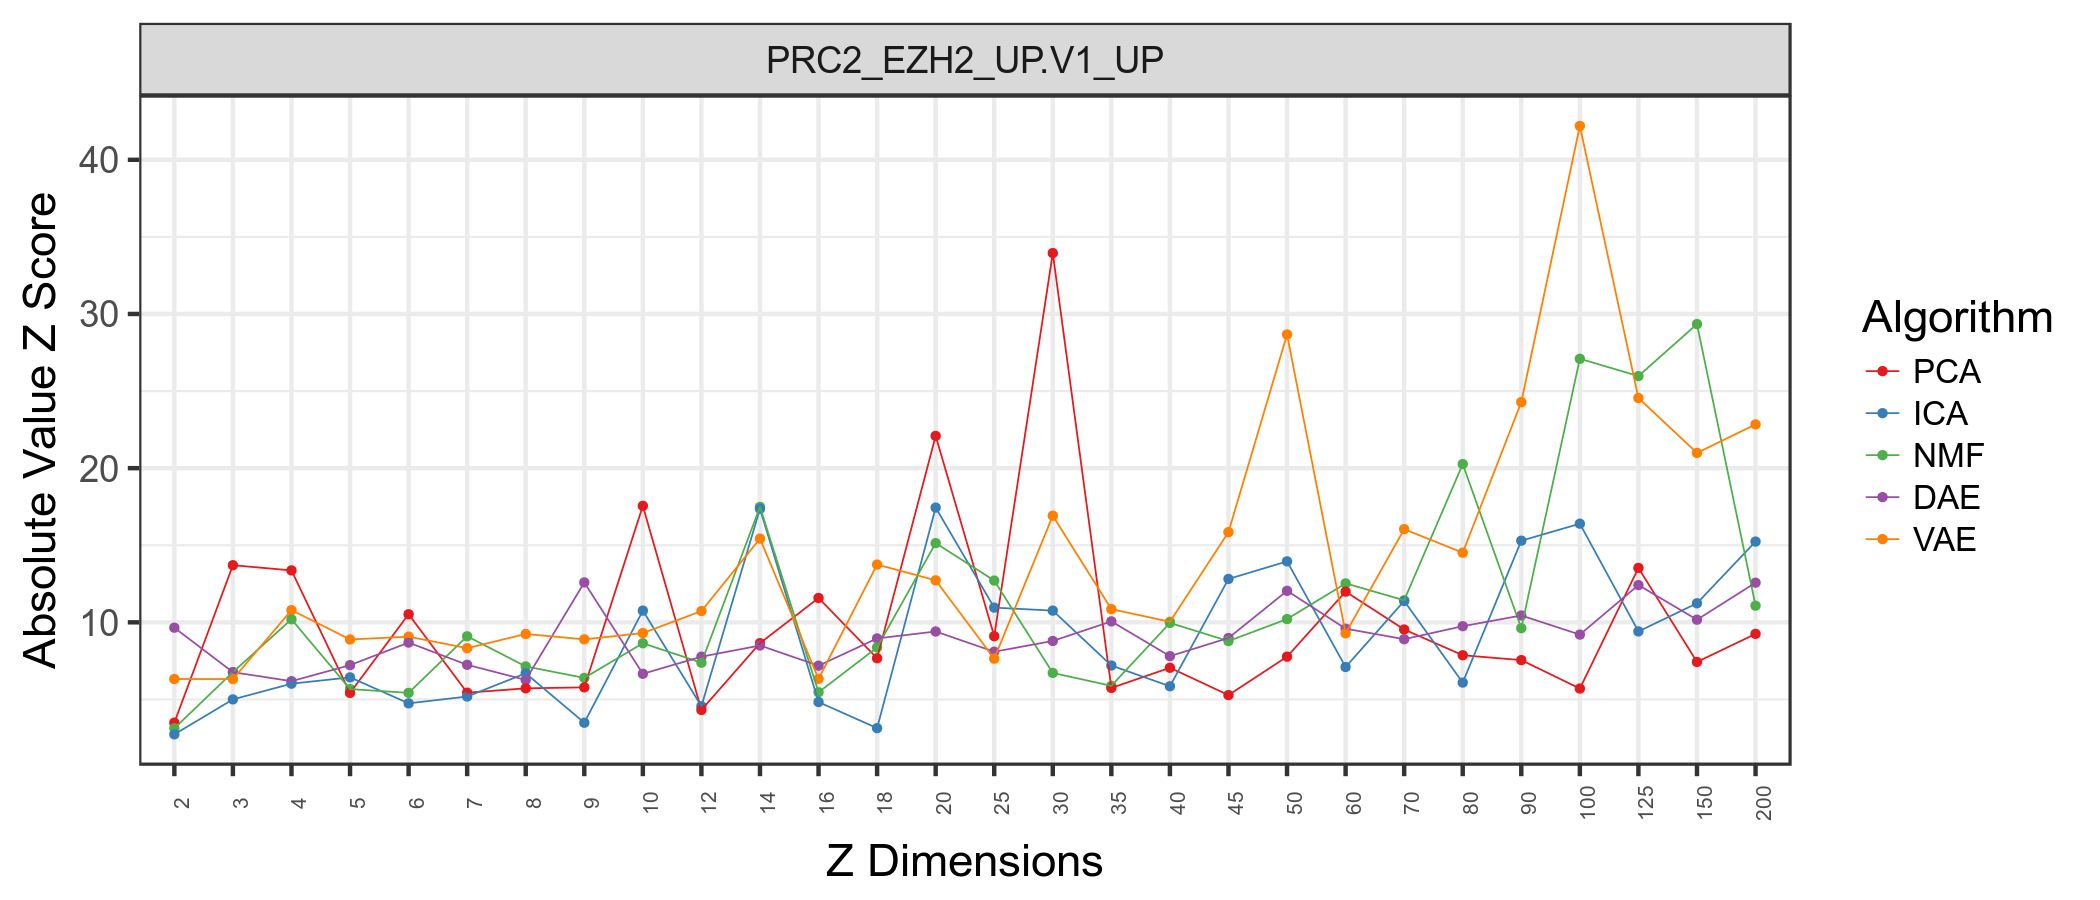 PRC2_EZH2_UP.V1_UP
Absolute Value Z Score
40
30
20
10
2 3 4 5 6 7 8 9 10 12 14 16 18 20 25 30 35 40 45 50 60 70 80 90 100 125 150 200
Z Dimensions
Algorithm
PCA
ICA
NMF
DAE
VAE